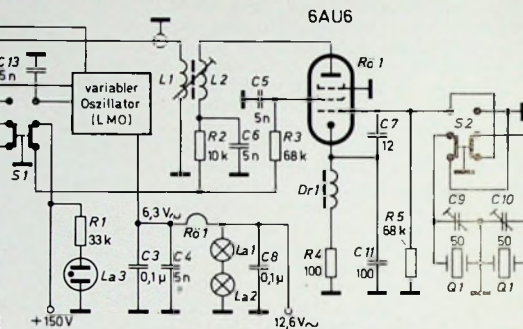 6AU6
C13
5n
variabler
Oszillator
(LMO)
L1
L2
Rö1
C5
5n
S1
R2
10k
C6
5n
R3
68k
C7
12
S2
Dr1
R1
33k
La3
6,3V~
Rö1
C3
0,1µ
C4
5n
La1
La2
C8
0,1µ
R4
100
C11
100
R5
68k
C9
50
C10
50
Q1
Q1
+150V
12,6V~